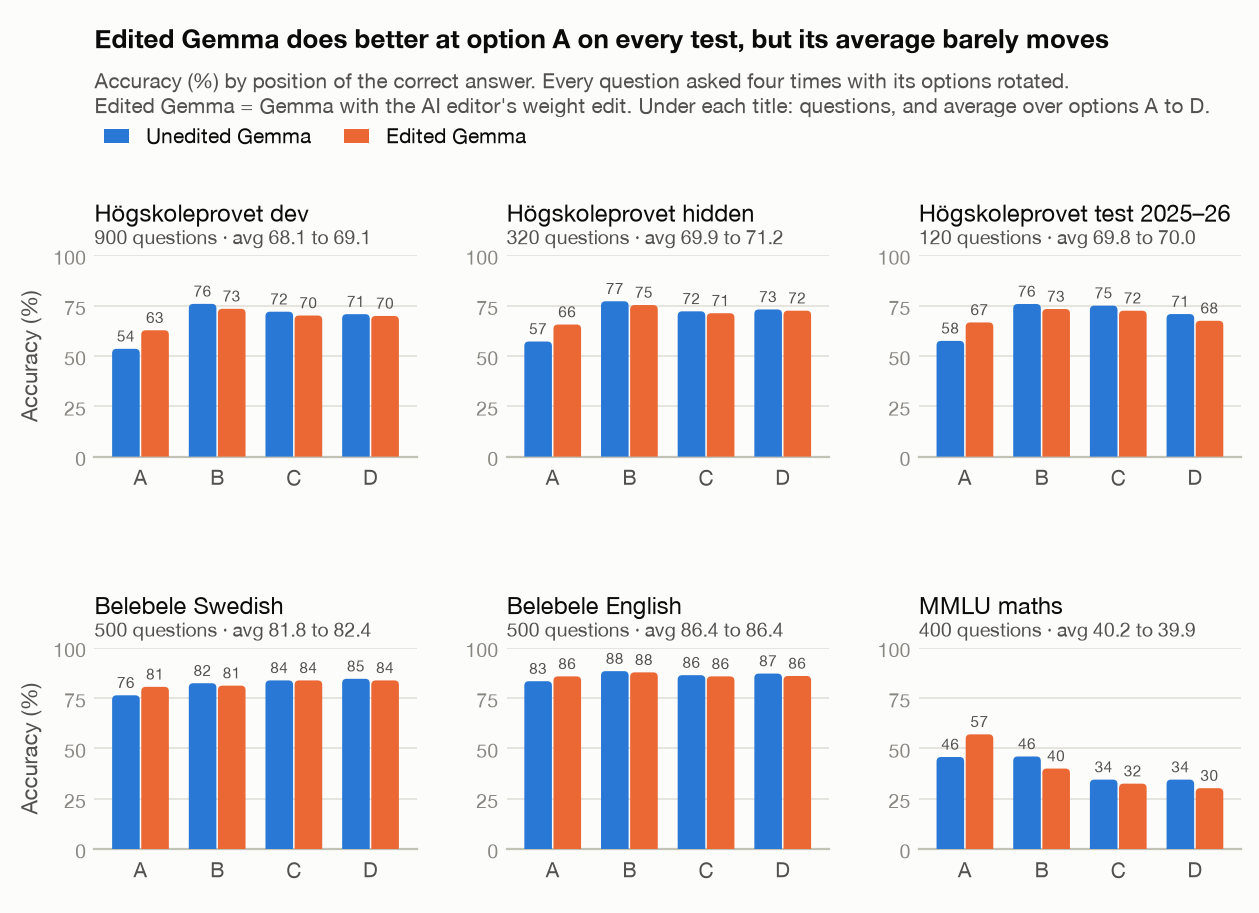 Edited Gemma does better at option A on every test, but its average barely moves
Accuracy (%) by position of the correct answer. Every question asked four times with its options rotated.
Edited Gemma = Gemma with the AI editor's weight edit. Under each title: questions, and average over options A to D.
Unedited Gemma Edited Gemma
Högskoleprovet dev
900 questions · avg 68.1 to 69.1
Accuracy (%)
100
75
50
25
0
54 63 76 73 72 70 71 70
A B C D
Högskoleprovet hidden
320 questions · avg 69.9 to 71.2
100
75
50
25
0
57 66 77 75 72 71 73 72
A B C D
Högskoleprovet test 2025–26
120 questions · avg 69.8 to 70.0
100
75
50
25
0
58 67 76 73 75 72 71 68
A B C D
Belebele Swedish
500 questions · avg 81.8 to 82.4
Accuracy (%)
100
75
50
25
0
76 81 82 81 84 84 85 84
A B C D
Belebele English
500 questions · avg 86.4 to 86.4
100
75
50
25
0
83 86 88 88 86 86 87 86
A B C D
MMLU maths
400 questions · avg 40.2 to 39.9
100
75
50
25
0
46 57 46 40 34 32 34 30
A B C D